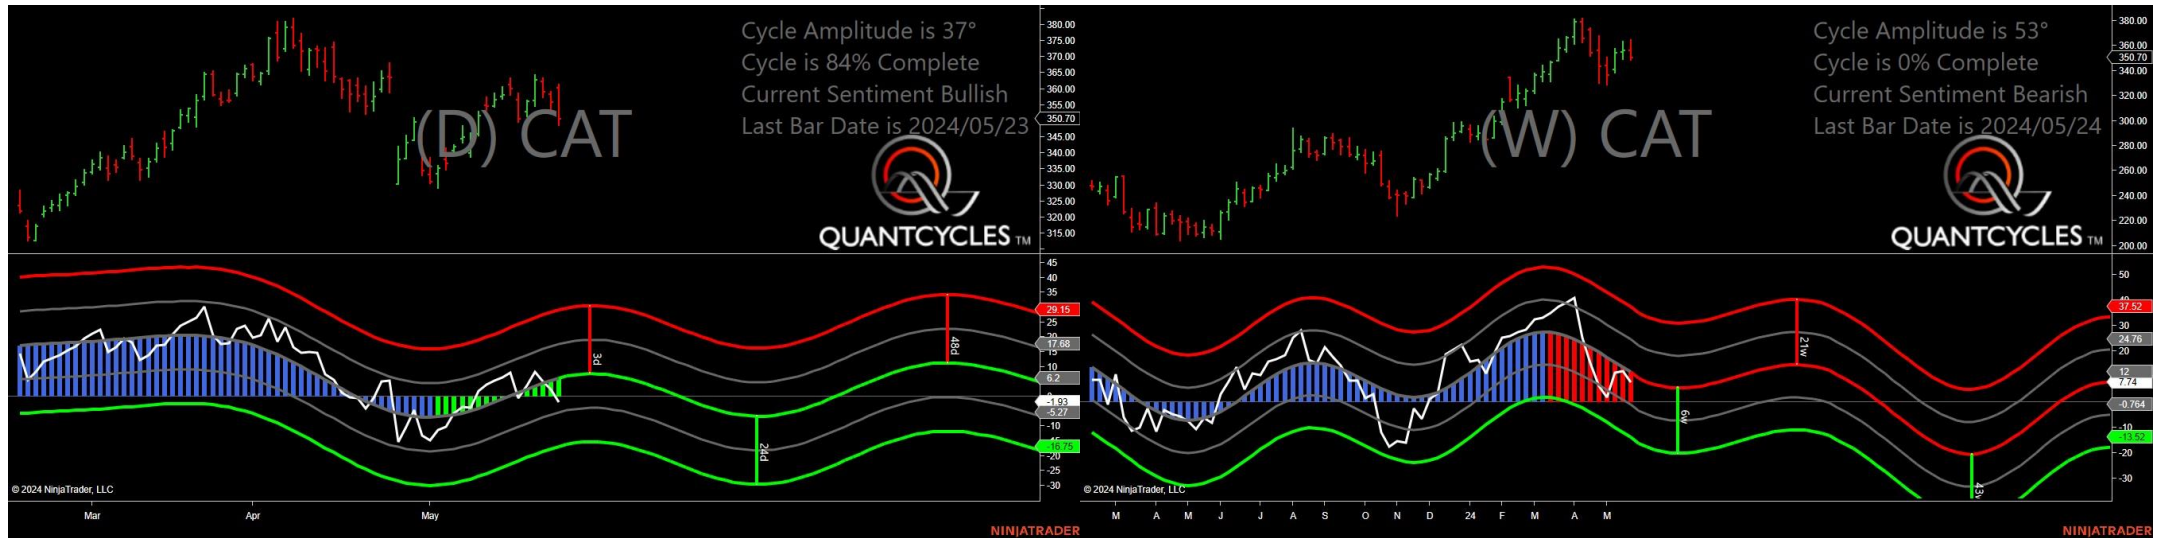 Cycle Amplitude is 37°
Cycle is 84% Complete
Current Sentiment Bullish
Last Bar Date is 2024/05/23
(D) CAT
QUANTCYCLES TM
380.00
375.00
370.00
365.00
360.00
355.00
350.70
345.00
340.00
335.00
330.00
325.00
320.00
315.00
45
40
35
29.15
25
20
17.68
15
10
6.2
-1.93
-5.27
-10
-16.75
-20
-25
-30
3d
24d
48d
© 2024 NinjaTrader, LLC
Mar Apr May
NINJATRADER
Cycle Amplitude is 53°
Cycle is 0% Complete
Current Sentiment Bearish
Last Bar Date is 2024/05/24
(W) CAT
QUANTCYCLES TM
380.00
360.00
350.70
340.00
320.00
300.00
280.00
260.00
240.00
220.00
200.00
50
37.52
30
24.76
20
12
7.74
-0.764
-10
-13.52
-20
-30
6w
21w
© 2024 NinjaTrader, LLC
M A M J J A S O N D 24 F M A M
NINJATRADER